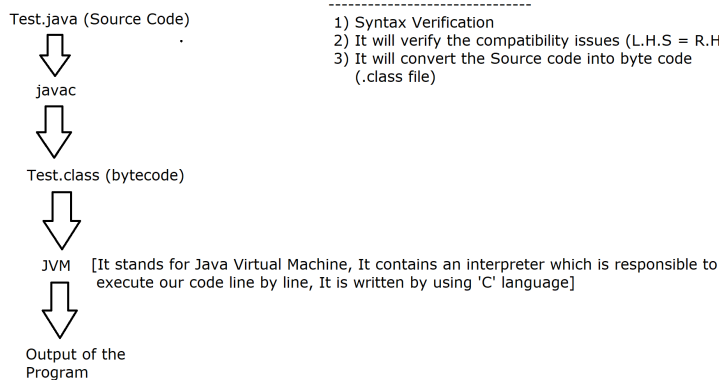 Test.java (Source Code)
javac
Test.class (bytecode)
JVM [It stands for Java Virtual Machine, It contains an interpreter which is responsible to
execute our code line by line, It is written by using 'C' language]
Output of the
Program
------------------------------
1) Syntax Verification
2) It will verify the compatibility issues (L.H.S = R.H
3) It will convert the Source code into byte code
(.class file)